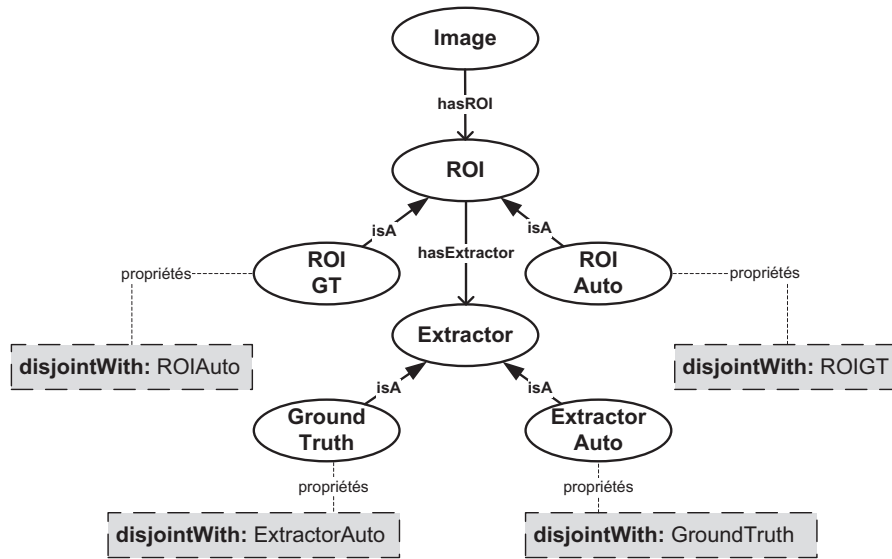 Image
hasROI
ROI
isA
isA
hasExtractor
ROI
GT
ROI
Auto
propriétés
propriétés
Extractor
disjointWith: ROIAuto
disjointWith: ROIGT
isA
isA
Ground
Truth
Extractor
Auto
propriétés
propriétés
disjointWith: ExtractorAuto
disjointWith: GroundTruth